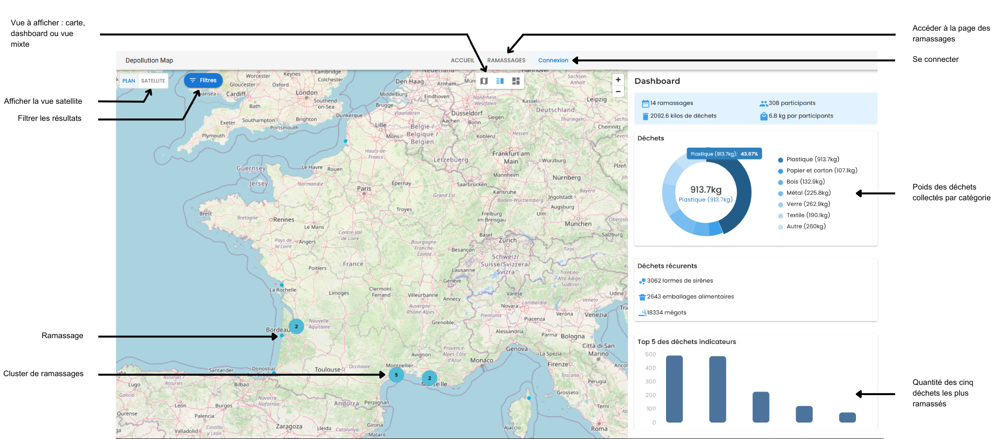 Vue à afficher : carte,
dashboard ou vue
mixte
Accéder à la page des
ramassages
Se connecter
Afficher la vue satellite
Filtrer les résultats
Ramassage
Cluster de ramassages
Poids des déchets
collectés par catégorie
Quantité des cinq
déchets les plus
ramassés
Depollution Map
ACCUEIL
RAMASSAGES
Connexion
PLAN
SATELLITE
Filtres
+
−
Worcester
Keynes
Cambridge
Colchester
Gloucester
Oxford
Cardiff
London
Southend-
on-Sea
Bath
Exeter
Southampton
Brighton
Portsmouth
Plymouth
Dunkerque
Nederland
Hannover
Den Haag
Arnhem
Middelburg
Eindhoven
Brugge
Nordrhein-
Westfalen
Kassel
Sachsen-
Anhalt
Leipzig
Antwerpen
Düsseldorf
Deutschland
Aachen
Siegen
Bonn
Thüringen
Chemnitz
Lille
Mons
België /
Belgique /
Belgien
Koblenz
Hessen
Hauts-de-
France
Lëtzebuerg
Frankfurt am
Main
Würzburg
Guernsey
Jersey
Le Havre
Rouen
Normandie
Mannheim
Nürnberg
Plzeň
Paris
Épernay
Saarbrücken
Karlsruhe
Grand Est
Baden-Württemberg
Ingolstadt
Bayern
Augsburg
Ulm
Troyes
Freiburg
im Breisgau
München
Brest
Bretagne
Rennes
Le Mans
Centre-Val
de Loire
Basel
Zürich
Salzburg
Pays de
la Loire
Angers
Bourgogne-
Franche-
Comté
Besançon
Tirol
France
Schweiz/
Suisse/Svizzera/
Svizra
Poitiers
Lausanne
Genève
Trentino-
Alto Adige/
Südtirol
La Rochelle
Limoges
Clermont-
Ferrand
Villeurbanne
Annecy
Varese
Udine
Novara
Lombardia
Veneto
Auvergne-
Rhône-Alpes
Piemonte
Verona
Venezia
Piacenza
Nouvelle-
Aquitaine
Grenoble
2
Alessandria
Parma
Bologna
Genova
La Spezia
Città di San
Marino
Avignon
Provence-
Alpes-Côte
d'Azur
Monaco
Firenze
Toulouse
Occitanie
Montpellier
5
2
Toscana
Perugia
Santander
Donostia/
Bilbao
Asturias /
Asturies
Lugo
Navarra
Nafarroa
León
Burgos
Andorra
Perpignan
Grosseto
Terni
Palencia
Castilla
y León
Valladolid
Zaragoza
Lleida
Catalunya
Girona
Mataró
Ajaccio
Roma
Dashboard
14 ramassages
308 participants
2092.6 kilos de déchets
6.8 kg par participants
Déchets
Plastique (913.7kg): 43.67%
913.7kg
Plastique (913.7kg)
Plastique (913.7kg)
Papier et carton (107.1kg)
Bois (132.9kg)
Métal (225.8kg)
Verre (262.9kg)
Textile (190.1kg)
Autre (260kg)
Déchets récurents
3062 larmes de sirènes
2643 emballages alimentaires
18334 mégots
Top 5 des déchets indicateurs
500
400
300
200
100
0